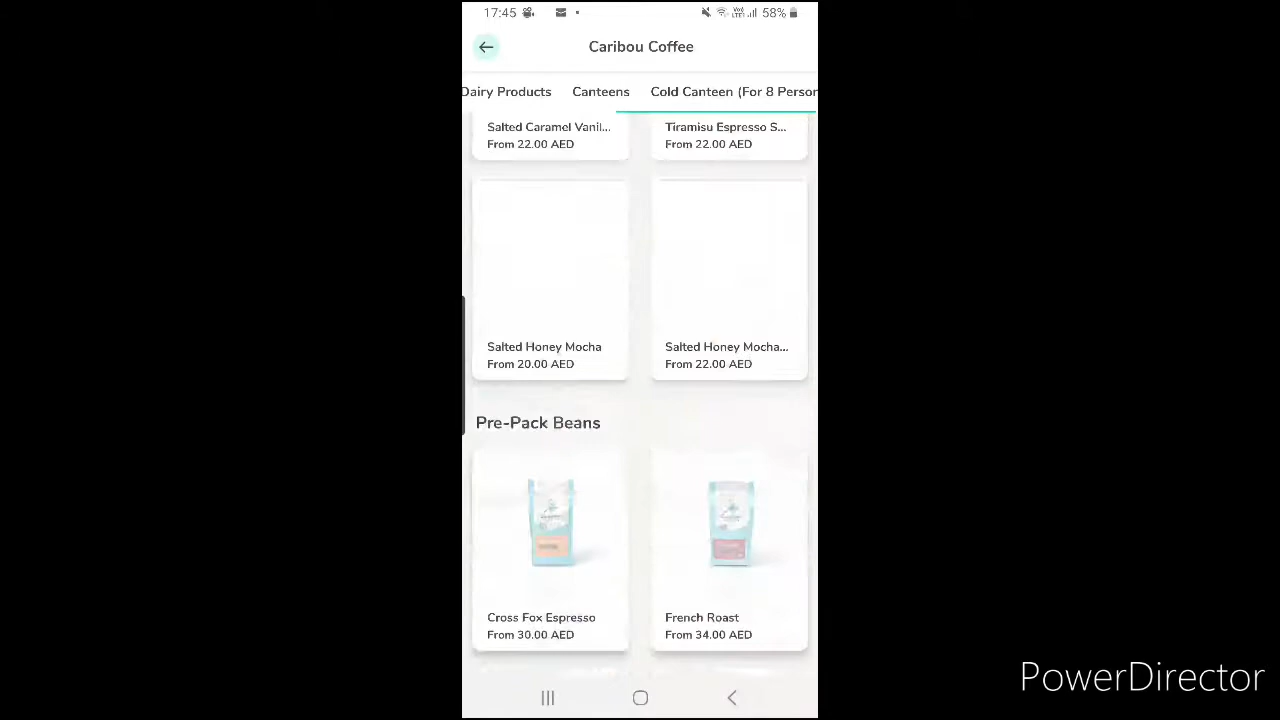 17:45
58%
Caribou Coffee
Dairy Products Canteens Cold Canteen (For 8 Person
Salted Caramel Vanil... Tiramisu Espresso S...
From 22.00 AED From 22.00 AED
Salted Honey Mocha Salted Honey Mocha...
From 20.00 AED From 22.00 AED
Pre-Pack Beans
Cross Fox Espresso French Roast
From 30.00 AED From 34.00 AED
PowerDirector